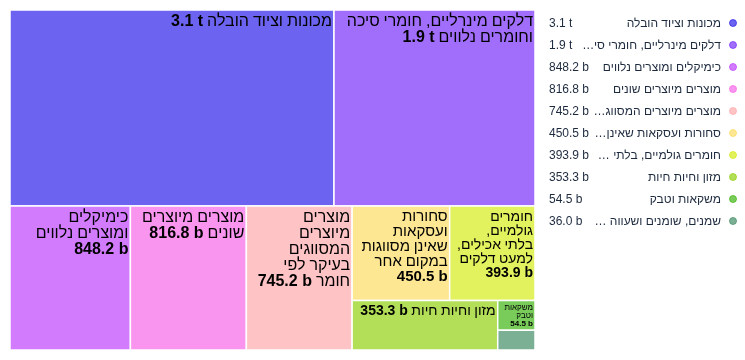 מכונות וציוד הובלה 3.1 t
דלקים מינרליים, חומרי סיכה
וחומרים נלווים 1.9 t
כימיקלים
ומוצרים נלווים
848.2 b
מוצרים מיוצרים
שונים 816.8 b
מוצרים
מיוצרים
המסווגים
בעיקר לפי
חומר 745.2 b
סחורות
ועסקאות
שאינן מסווגות
במקום אחר
450.5 b
חומרים
גולמיים,
בלתי אכילים,
למעט דלקים
393.9 b
מזון וחיות חיות 353.3 b
משקאות
וטבק
54.5 b
מכונות וציוד הובלה 3.1 t
דלקים מינרליים, חומרי סי... 1.9 t
כימיקלים ומוצרים נלווים 848.2 b
מוצרים מיוצרים שונים 816.8 b
מוצרים מיוצרים המסווג... 745.2 b
סחורות ועסקאות שאינן... 450.5 b
חומרים גולמיים, בלתי ... 393.9 b
מזון וחיות חיות 353.3 b
משקאות וטבק 54.5 b
שמנים, שומנים ושעווה ... 36.0 b